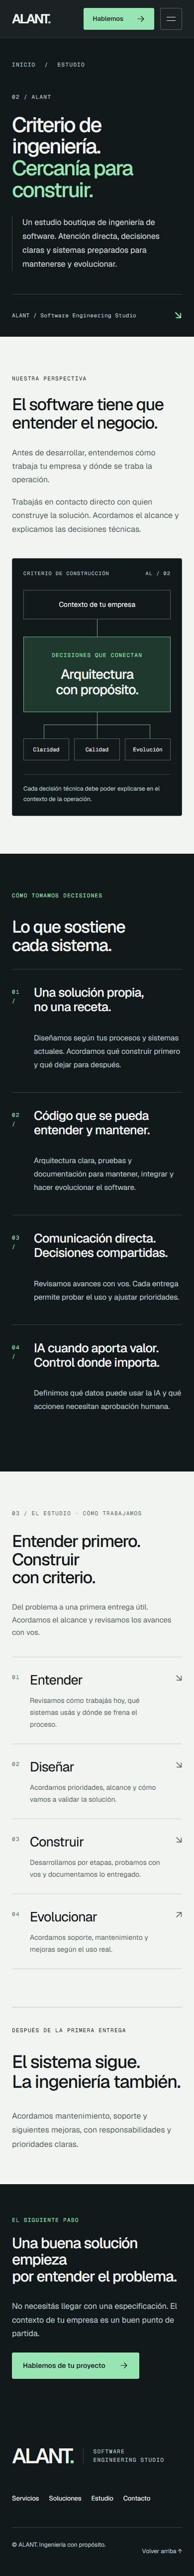 ALANT.
Hablemos →
INICIO / ESTUDIO
02 / ALANT
Criterio de
ingeniería.
Cercanía para
construir.
Un estudio boutique de ingeniería de
software. Atención directa, decisiones
claras y sistemas preparados para
mantenerse y evolucionar.
ALANT / Software Engineering Studio ↘
NUESTRA PERSPECTIVA
El software tiene que
entender el negocio.
Antes de desarrollar, entendemos cómo
trabaja tu empresa y dónde se traba la
operación.
Trabajás en contacto directo con quien
construye la solución. Acordamos el alcance y
explicamos las decisiones técnicas.
CRITERIO DE CONSTRUCCIÓN AL / 02
Contexto de tu empresa
DECISIONES QUE CONECTAN
Arquitectura
con propósito.
Claridad Calidad Evolución
Cada decisión técnica debe poder explicarse en el
contexto de la operación.
CÓMO TOMAMOS DECISIONES
Lo que sostiene
cada sistema.
01
/
Una solución propia,
no una receta.
Diseñamos según tus procesos y sistemas
actuales. Acordamos qué construir primero
y qué dejar para después.
02
/
Código que se pueda
entender y mantener.
Arquitectura clara, pruebas y
documentación para mantener, integrar y
hacer evolucionar el software.
03
/
Comunicación directa.
Decisiones compartidas.
Revisamos avances con vos. Cada entrega
permite probar el uso y ajustar prioridades.
04
/
IA cuando aporta valor.
Control donde importa.
Definimos qué datos puede usar la IA y qué
acciones necesitan aprobación humana.
03 / EL ESTUDIO · CÓMO TRABAJAMOS
Entender primero.
Construir
con criterio.
Del problema a una primera entrega útil.
Acordamos el alcance y revisamos los avances
con vos.
01 Entender ↘
Revisamos cómo trabajás hoy, qué
sistemas usás y dónde se frena el
proceso.
02 Diseñar ↘
Acordamos prioridades, alcance y cómo
vamos a validar la solución.
03 Construir ↘
Desarrollamos por etapas, probamos con
vos y documentamos lo entregado.
04 Evolucionar ↗
Acordamos soporte, mantenimiento y
mejoras según el uso real.
DESPUÉS DE LA PRIMERA ENTREGA
El sistema sigue.
La ingeniería también.
Acordamos mantenimiento, soporte y
siguientes mejoras, con responsabilidades y
prioridades claras.
EL SIGUIENTE PASO
Una buena solución
empieza
por entender el problema.
No necesitás llegar con una especificación. El
contexto de tu empresa es un buen punto de
partida.
Hablemos de tu proyecto →
ALANT.
SOFTWARE
ENGINEERING STUDIO
Servicios Soluciones Estudio Contacto
© ALANT. Ingeniería con propósito.
Volver arriba ↑